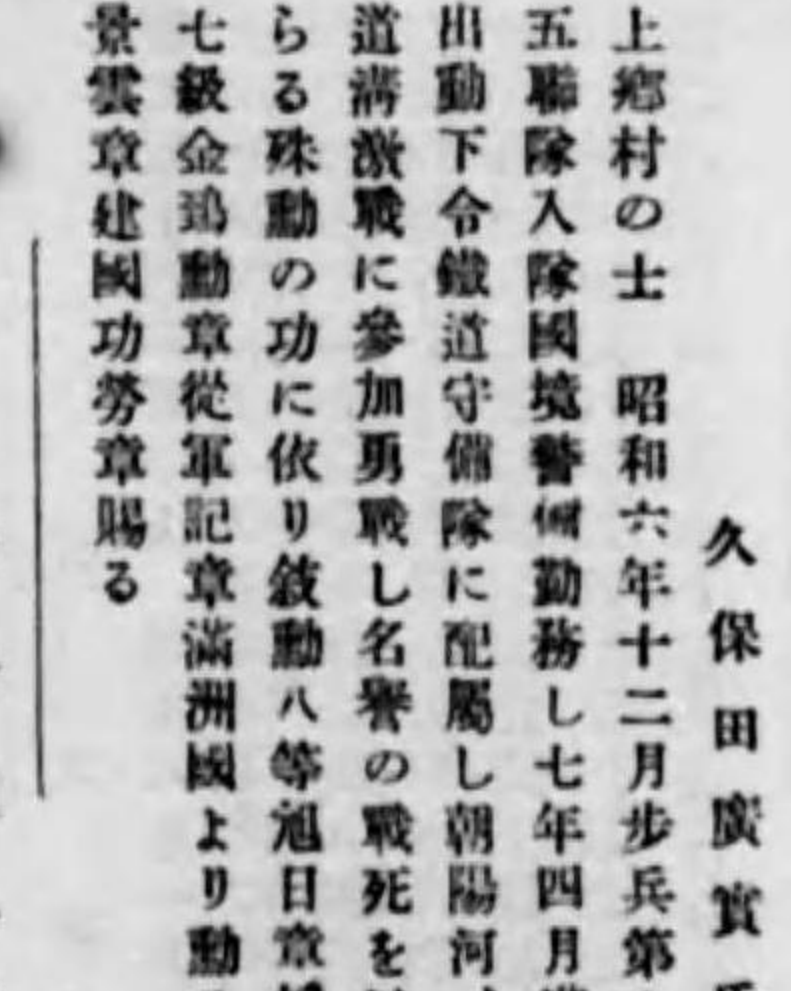 久保田廣實
上鄕村の士　昭和六年十二月步兵第
五聯隊入隊國境警備勤務し七年四月
出動下令鐵道守備隊に配屬し朝陽河
道溝激戰に參加勇戰し名譽の戰死を
らる殊勳の功に依り敍勳八等旭日章
七級金鵄勳章從軍記章滿洲國より勳
景雲章建國功勞章賜る